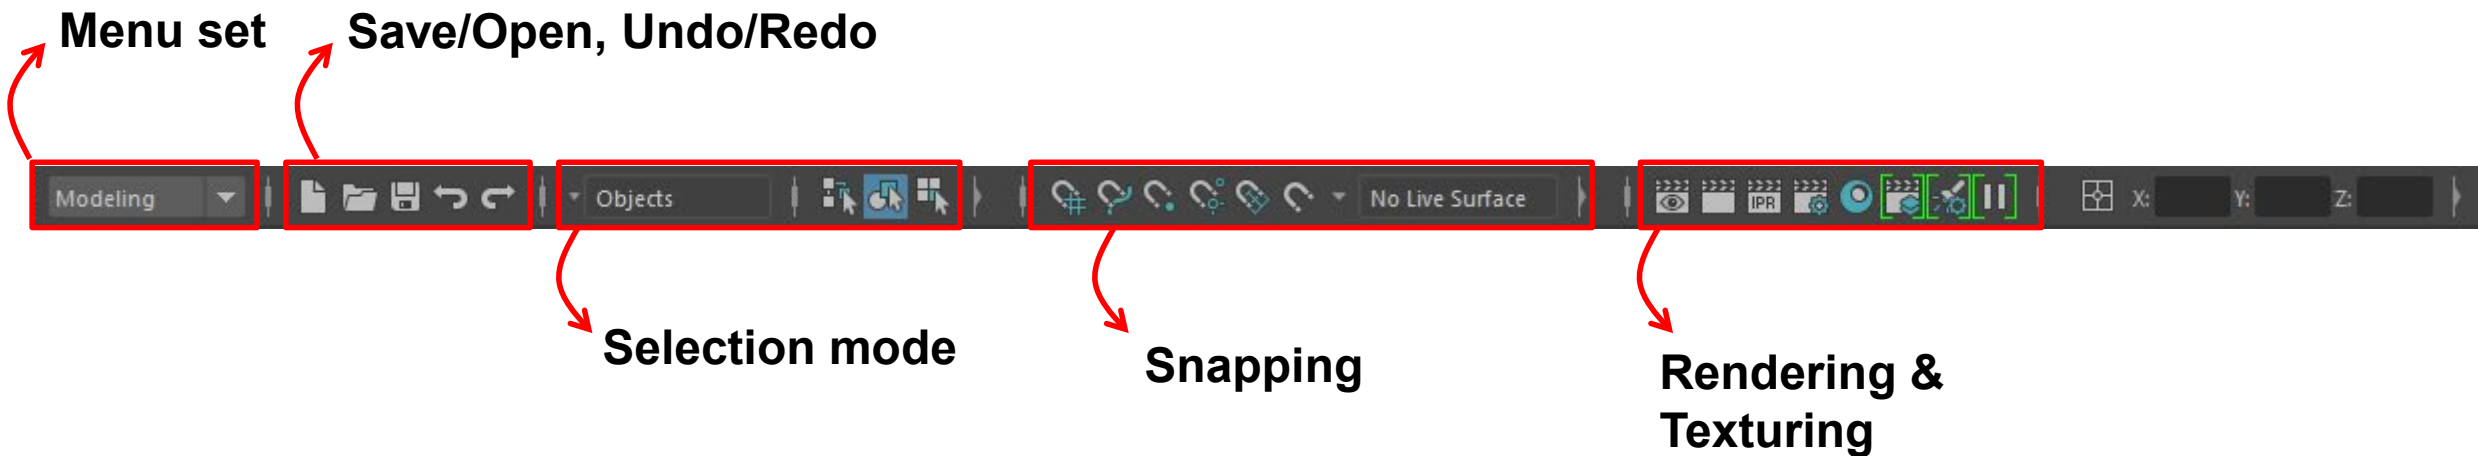 Menu set
Save/Open, Undo/Redo
Modeling
Objects
No Live Surface
IPR
X:
Y:
Z:
Selection mode
Snapping
Rendering &
Texturing